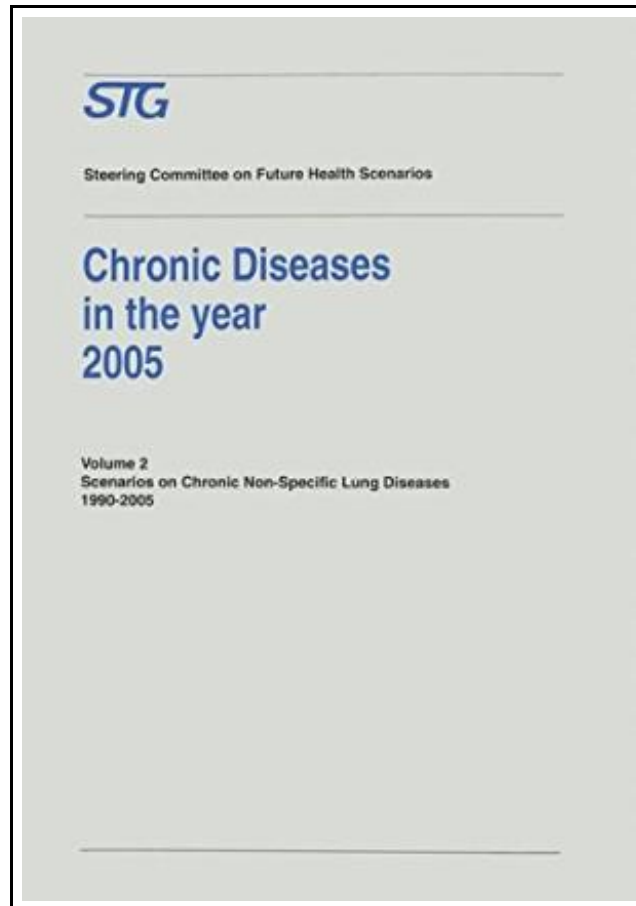 STG
Steering Committee on Future Health Scenarios
Chronic Diseases
in the year
2005
Volume 2
Scenarios on Chronic Non-Specific Lung Diseases
1990-2005